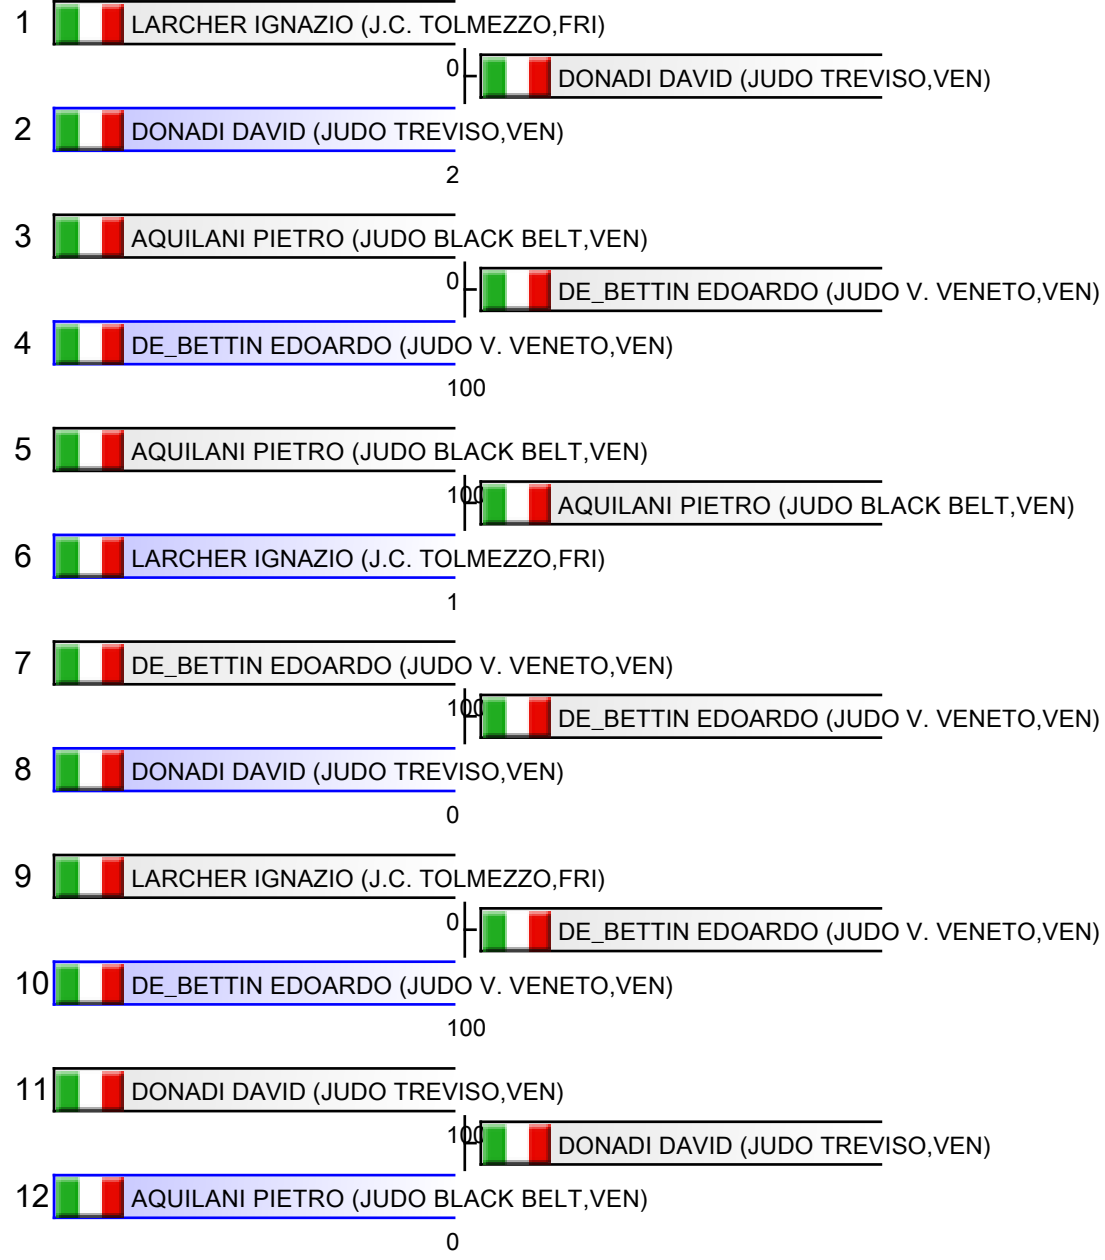 1 LARCHER IGNAZIO (J.C. TOLMEZZO,FRI)
0 DONADI DAVID (JUDO TREVISO,VEN)
2 DONADI DAVID (JUDO TREVISO,VEN)
2
3 AQUILANI PIETRO (JUDO BLACK BELT,VEN)
0 DE_BETTIN EDOARDO (JUDO V. VENETO,VEN)
4 DE_BETTIN EDOARDO (JUDO V. VENETO,VEN)
100
5 AQUILANI PIETRO (JUDO BLACK BELT,VEN)
100 AQUILANI PIETRO (JUDO BLACK BELT,VEN)
6 LARCHER IGNAZIO (J.C. TOLMEZZO,FRI)
1
7 DE_BETTIN EDOARDO (JUDO V. VENETO,VEN)
100 DE_BETTIN EDOARDO (JUDO V. VENETO,VEN)
8 DONADI DAVID (JUDO TREVISO,VEN)
0
9 LARCHER IGNAZIO (J.C. TOLMEZZO,FRI)
0 DE_BETTIN EDOARDO (JUDO V. VENETO,VEN)
10 DE_BETTIN EDOARDO (JUDO V. VENETO,VEN)
100
11 DONADI DAVID (JUDO TREVISO,VEN)
100 DONADI DAVID (JUDO TREVISO,VEN)
12 AQUILANI PIETRO (JUDO BLACK BELT,VEN)
0